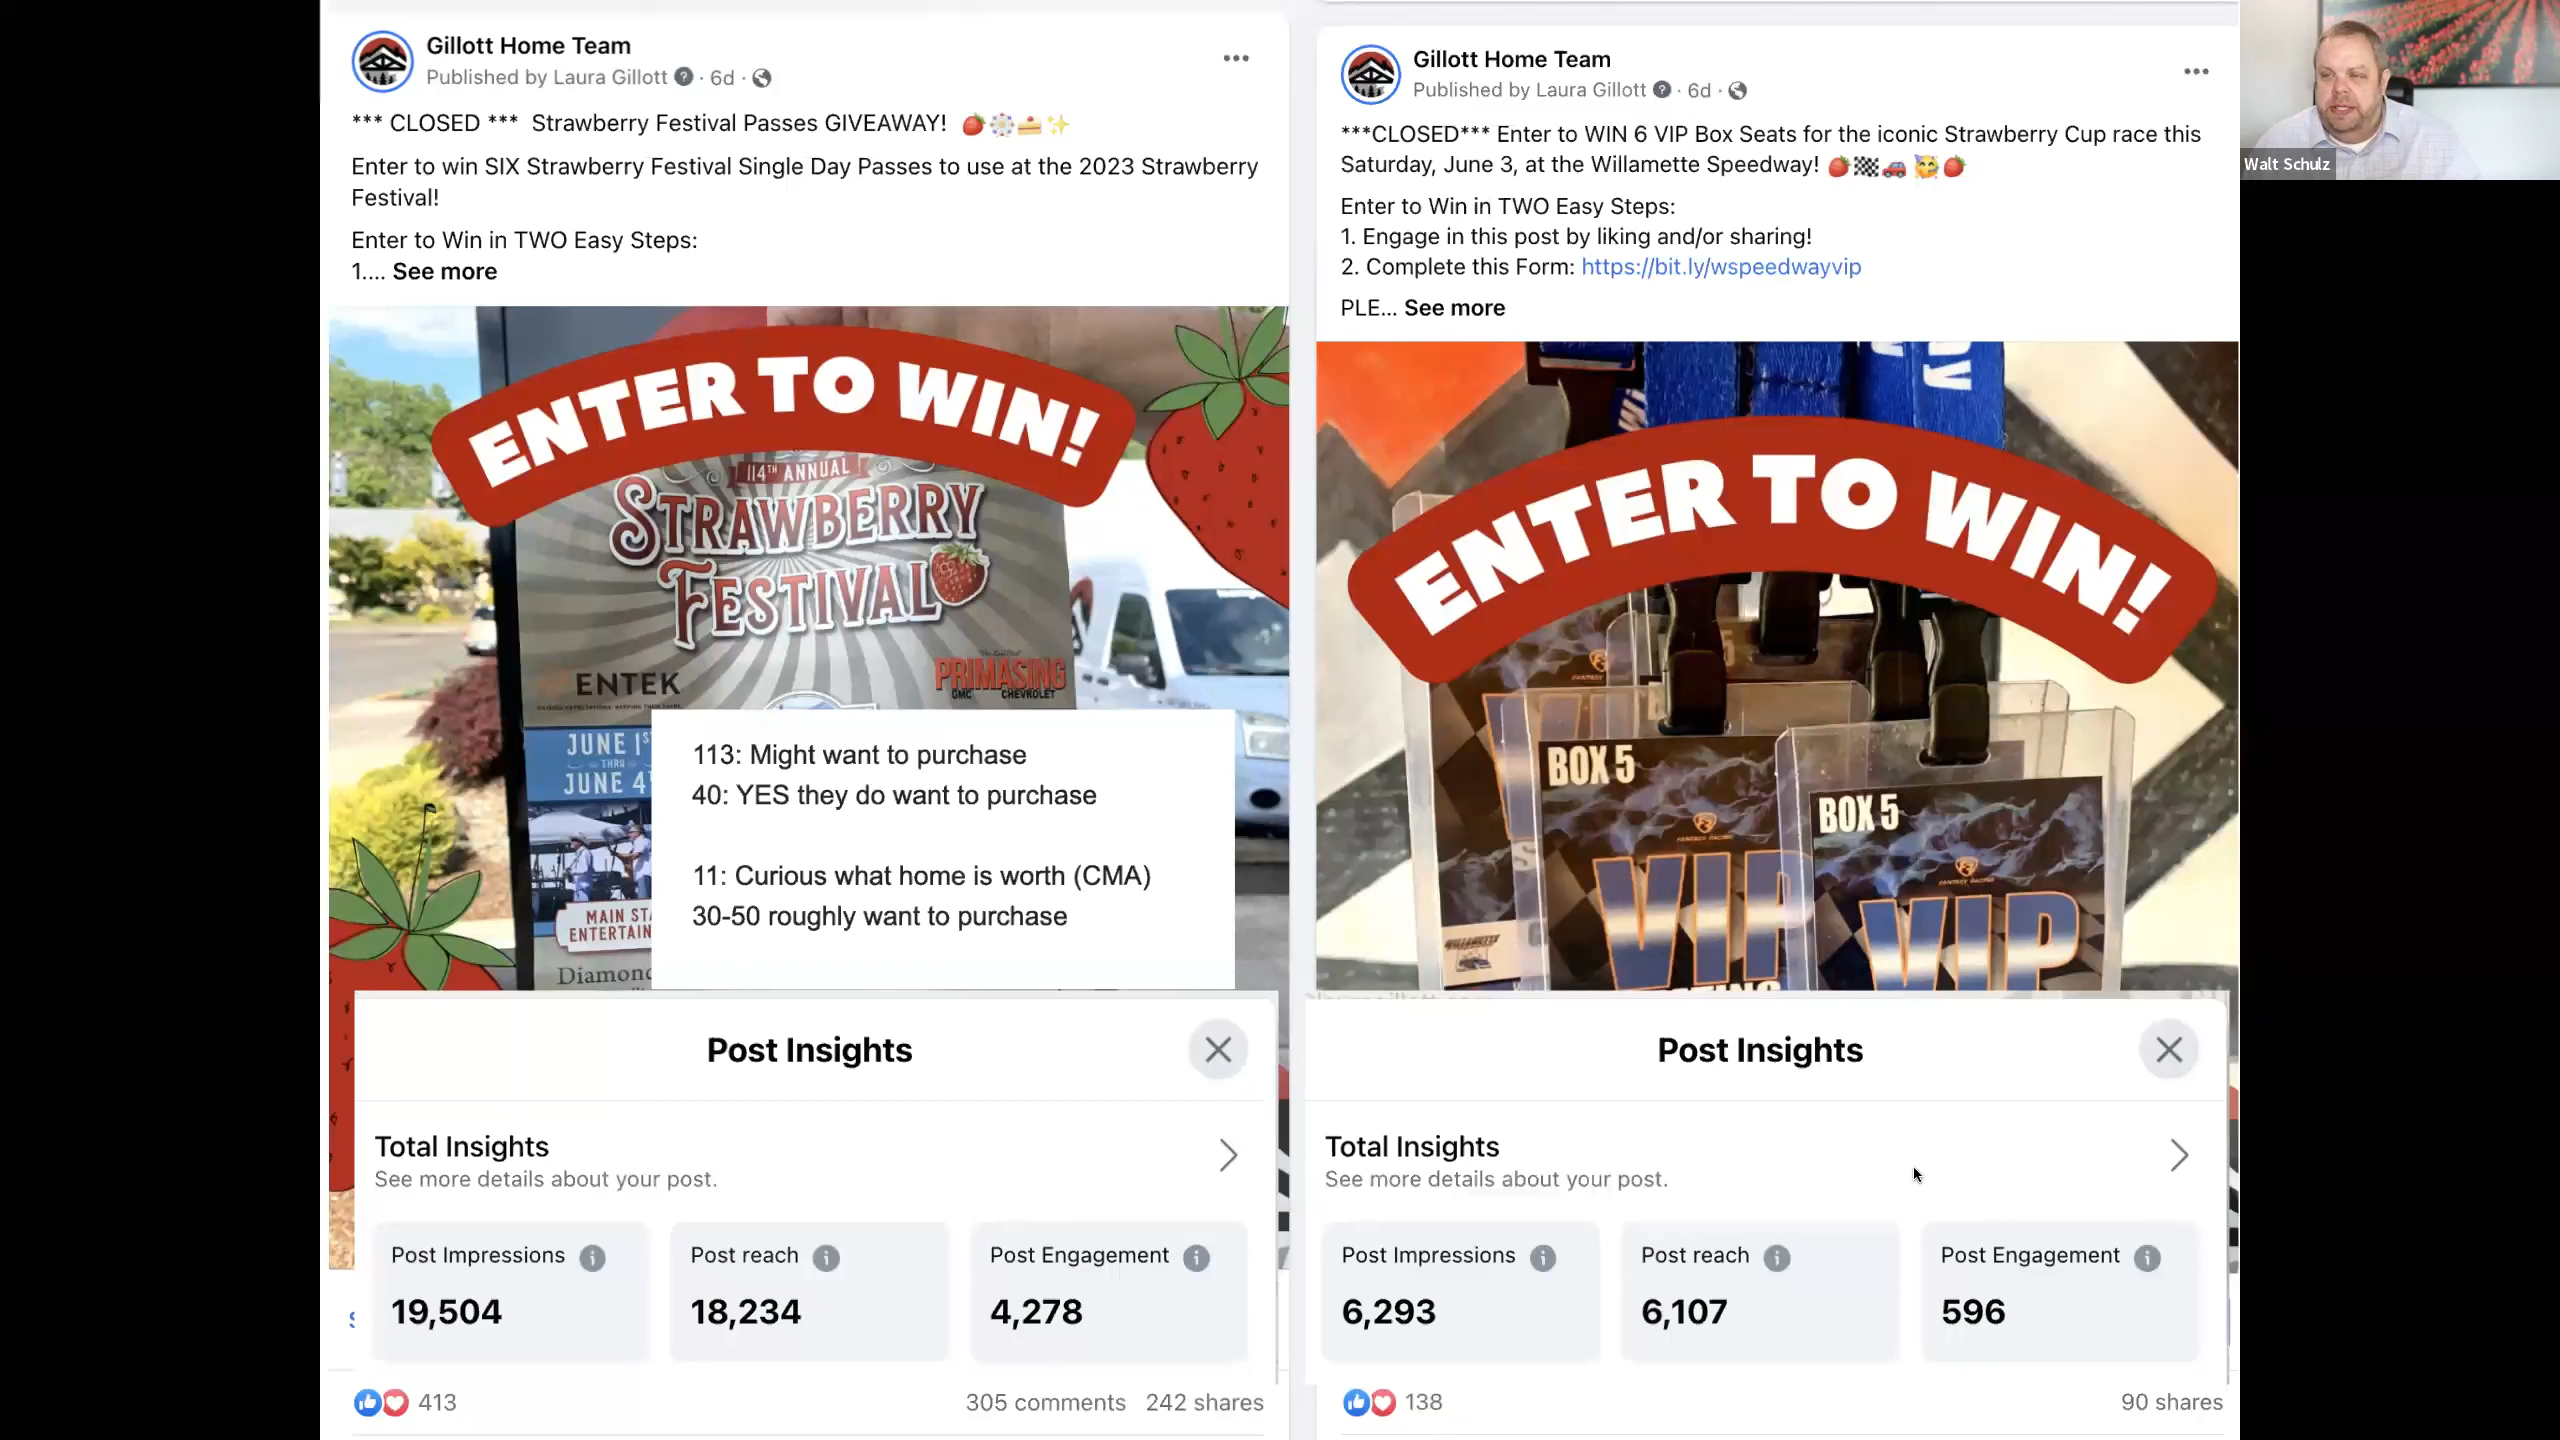 Gillott Home Team
Published by Laura Gillott · 6d ·
*** CLOSED *** Strawberry Festival Passes GIVEAWAY! 🍓🎡🍰✨
Enter to win SIX Strawberry Festival Single Day Passes to use at the 2023 Strawberry
Festival!
Enter to Win in TWO Easy Steps:
1.... See more
ENTER TO WIN!
114TH ANNUAL
STRAWBERRY
FESTIVAL
ENTEK
PRIMASING
GMC CHEVROLET
JUNE 1ST
THRU
JUNE 4
MAIN STA
ENTERTAIN
Diamond
113: Might want to purchase
40: YES they do want to purchase
11: Curious what home is worth (CMA)
30-50 roughly want to purchase
Post Insights
Total Insights
See more details about your post.
Post Impressions
19,504
Post reach
18,234
Post Engagement
4,278
413
305 comments 242 shares
Gillott Home Team
Published by Laura Gillott · 6d ·
***CLOSED*** Enter to WIN 6 VIP Box Seats for the iconic Strawberry Cup race this
Saturday, June 3, at the Willamette Speedway! 🍓🏁🚗🥳🍓
Enter to Win in TWO Easy Steps:
1. Engage in this post by liking and/or sharing!
2. Complete this Form: https://bit.ly/wspeedwayvip
PLE... See more
ENTER TO WIN!
BOX 5
VIP
BOX 5
VIP
Post Insights
Total Insights
See more details about your post.
Post Impressions
6,293
Post reach
6,107
Post Engagement
596
138
90 shares
Walt Schulz